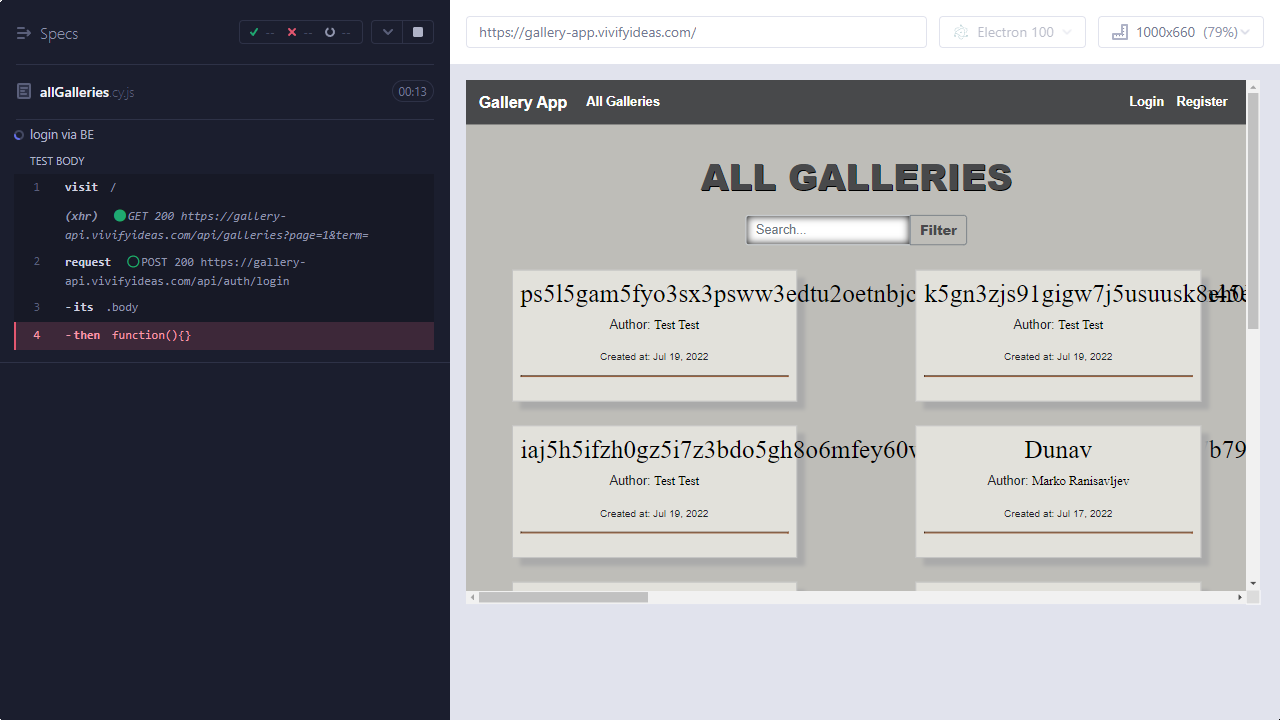 Specs
-- -- --
allGalleries.cy.js 00:13
login via BE
TEST BODY
1 visit /
(xhr) GET 200 https://gallery-
api.vivifyideas.com/api/galleries?page=1&term=
2 request POST 200 https://gallery-
api.vivifyideas.com/api/auth/login
3 -its .body
4 -then function(){}
https://gallery-app.vivifyideas.com/
Electron 100
1000x660 (79%)
Gallery App All Galleries Login Register
ALL GALLERIES
Search... Filter
Author: Test Test
Created at: Jul 19, 2022
Author: Test Test
Created at: Jul 19, 2022
iaj5h5ifzh0gz5i7z3bdo5gh8o6mfey60v
Author: Test Test
Created at: Jul 19, 2022
Dunav
Author: Marko Ranisavljev
Created at: Jul 17, 2022
b79